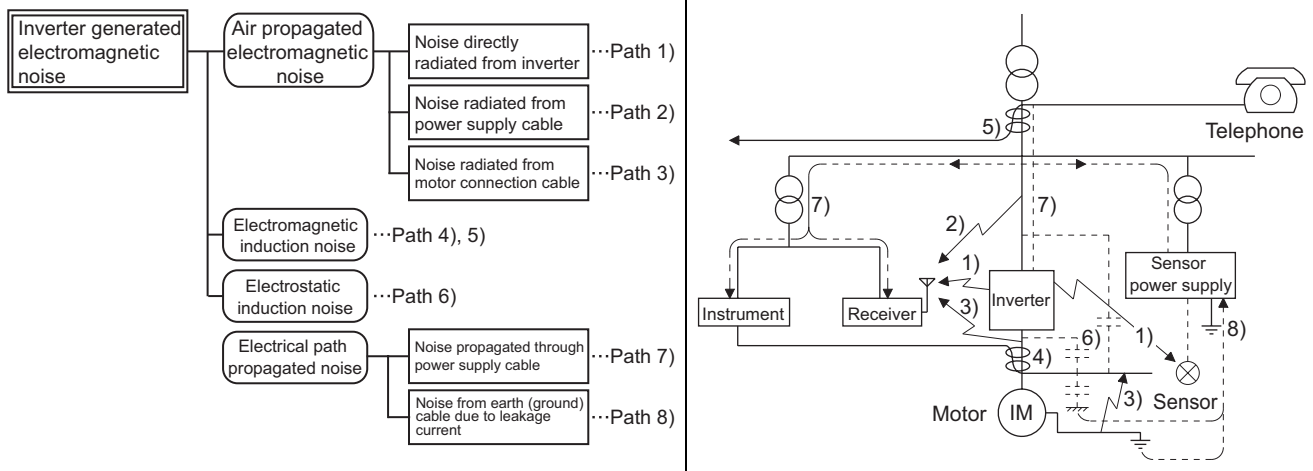 Inverter generated
electromagnetic
noise
Air propagated
electromagnetic
noise
Noise directly
radiated from inverter
···Path 1)
Noise radiated from
power supply cable
···Path 2)
Noise radiated from
motor connection cable
···Path 3)
Electromagnetic
induction noise
···Path 4), 5)
Electrostatic
induction noise
···Path 6)
Electrical path
propagated noise
Noise propagated through
power supply cable
···Path 7)
Noise from earth (ground)
cable due to leakage
current
···Path 8)
5)
Telephone
7)
7)
2)
1)
3)
Instrument
Receiver
Inverter
Sensor
power supply
1)
8)
6)
4)
3)
Sensor
Motor
IM